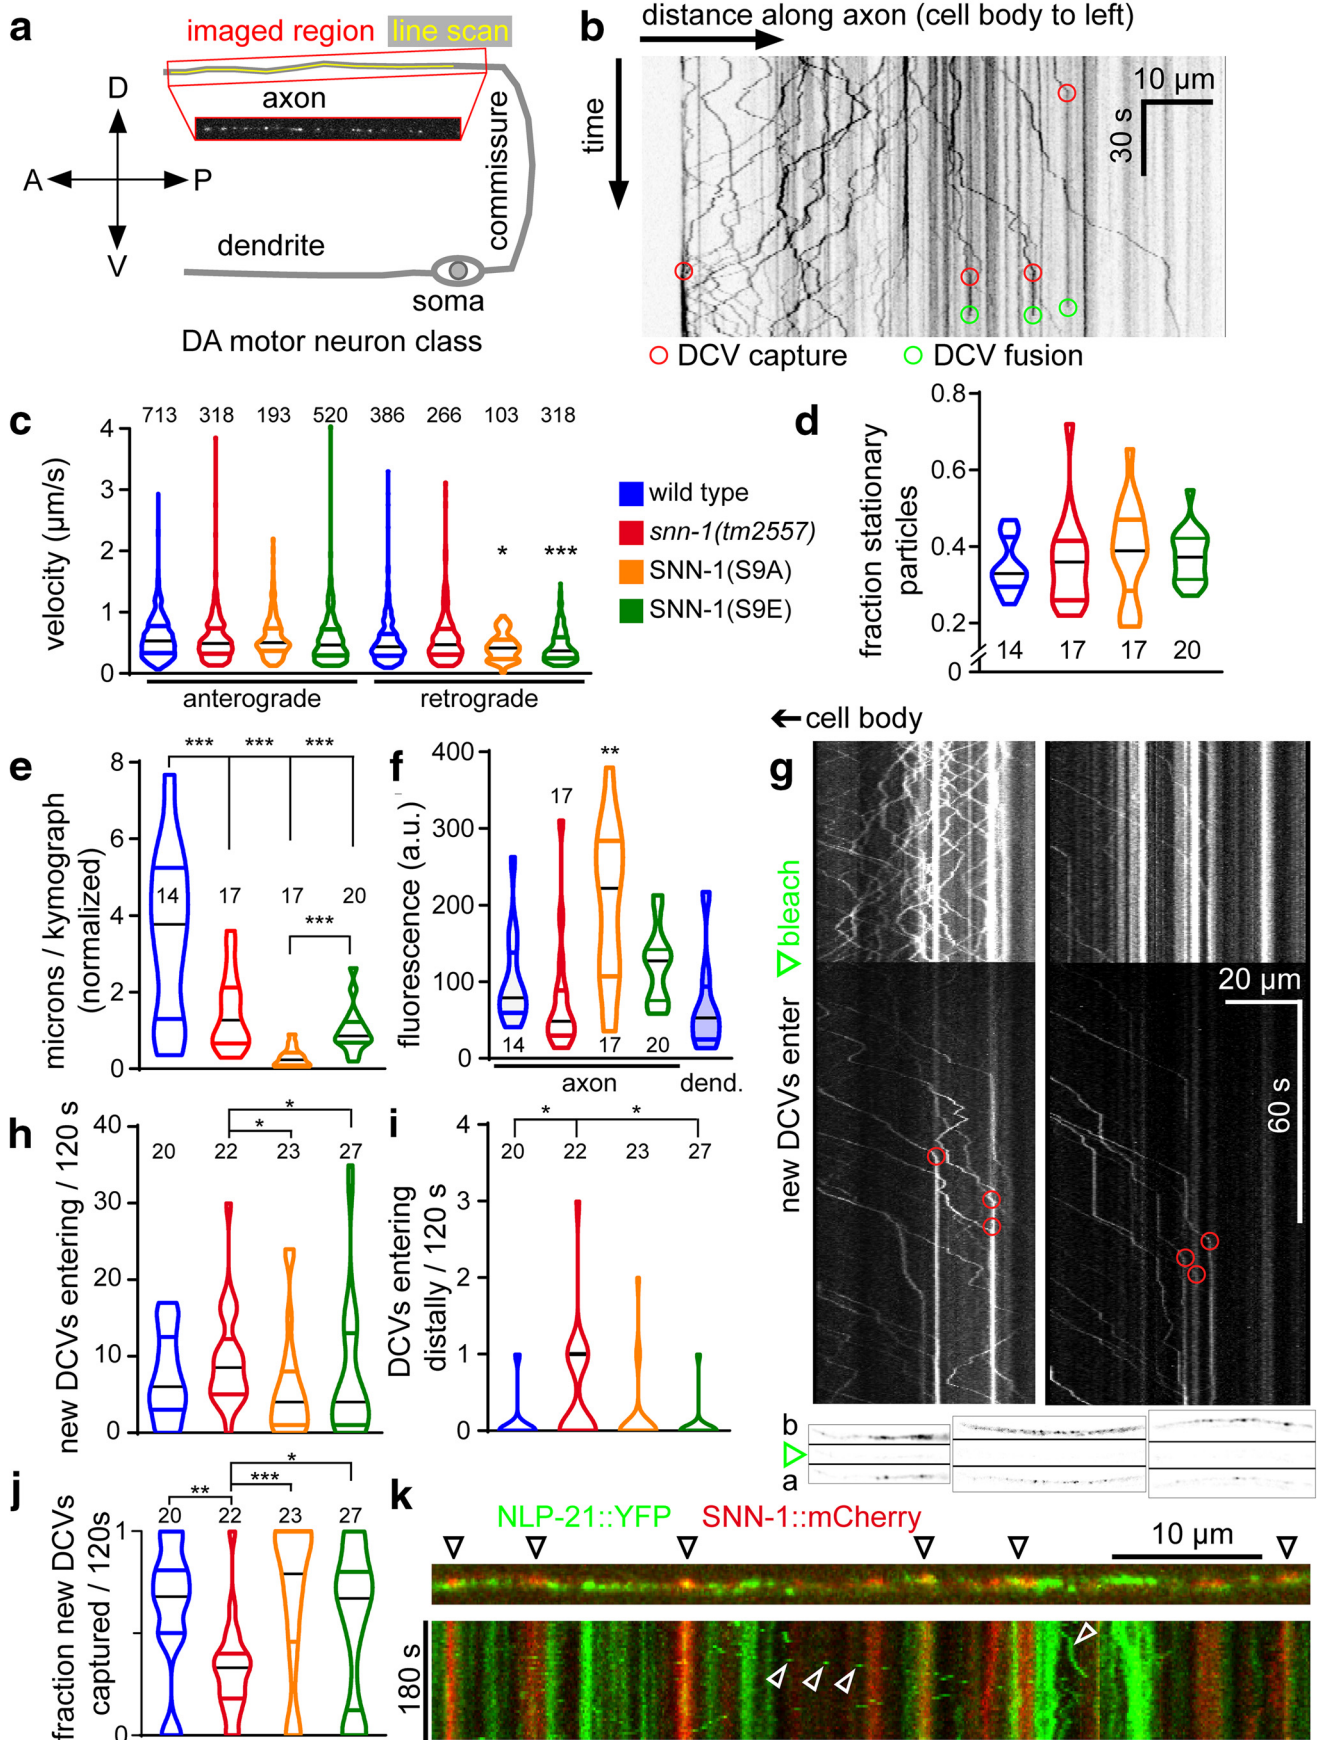 a
imaged region line scan
axon
D
A
P
V
commissure
dendrite
soma
DA motor neuron class
b
distance along axon (cell body to left)
time
10 µm
30 s
DCV capture
DCV fusion
c
velocity (µm/s)
713 318 193 520 386 266 103 318
4
3
2
1
0
* ***
anterograde retrograde
wild type
snn-1(tm2557)
SNN-1(S9A)
SNN-1(S9E)
d
fraction stationary
particles
0.8
0.6
0.4
0.2
0
14 17 17 20
e
microns / kymograph
(normalized)
8
6
4
2
0
*** *** ***
14 17 17 20
***
f
fluorescence (a.u.)
400
300
200
100
0
**
17
14 17 20
axon dend.
g
cell body
bleach
new DCVs enter
20 µm
60 s
b
a
h
new DCVs entering / 120 s
40
30
20
10
0
*
*
20 22 23 27
i
DCVs entering
distally / 120 s
4
3
2
1
0
* *
20 22 23 27
j
fraction new DCVs
captured / 120s
1
0
*
** ***
20 22 23 27
k
NLP-21::YFP SNN-1::mCherry
10 µm
180 s